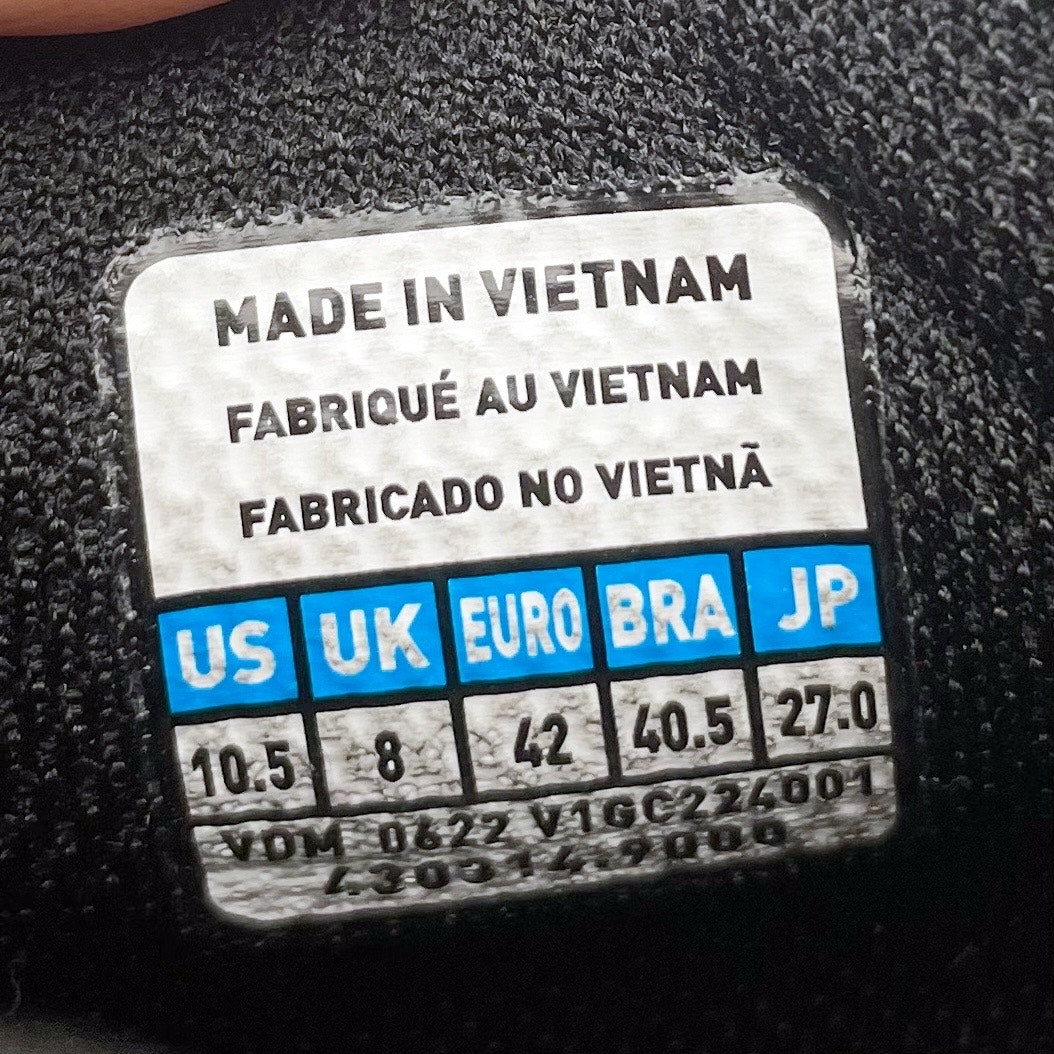 MADE IN VIETNAM
FABRIQUÉ AU VIETNAM
FABRICADO NO VIETNÃ
US UK EURO BRA JP
10.5 8 42 40.5 27.0
VDM 0622 V1GC224001